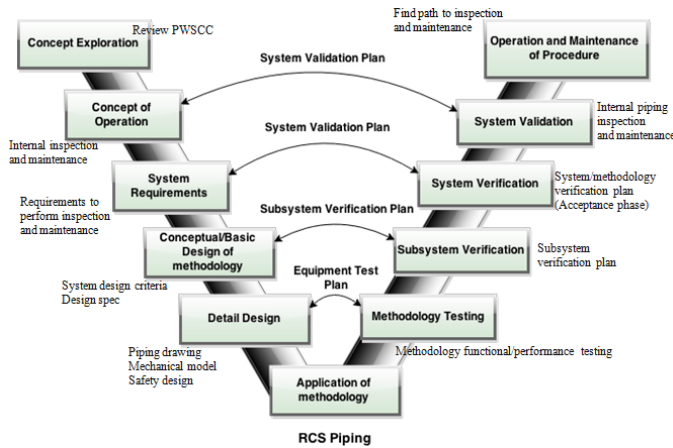 Review PWSCC
Concept Exploration
Find path to inspection
and maintenance
Operation and Maintenance
of Procedure
System Validation Plan
Concept of
Operation
Internal inspection
and maintenance
System Validation
Internal piping
inspection
and maintenance
System Validation Plan
System
Requirements
Requirements to
perform inspection
and maintenance
System Verification
System/methodology
verification plan
(Acceptance phase)
Subsystem Verification Plan
Conceptual/Basic
Design of
methodology
System design criteria
Design spec
Subsystem Verification
Subsystem
verification plan
Equipment Test
Plan
Detail Design
Piping drawing
Mechanical model
Safety design
Methodology Testing
Methodology functional/performance testing
Application of
methodology
RCS Piping